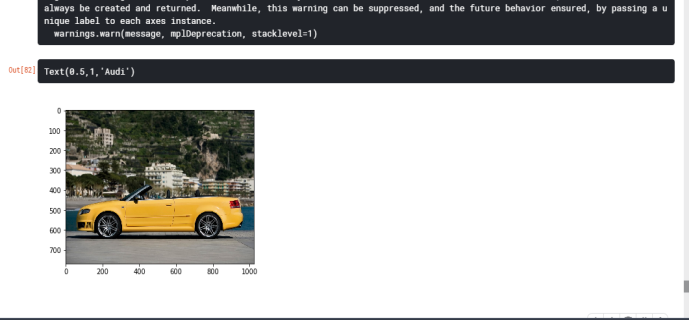 always be created and returned.  Meanwhile, this warning can be suppressed, and the future behavior ensured, by passing a u
nique label to each axes instance.
  warnings.warn(message, mplDeprecation, stacklevel=1)
Out[82]
Text(0.5,1,'Audi')
0
100
200
300
400
500
600
700
0 200 400 600 800 1000